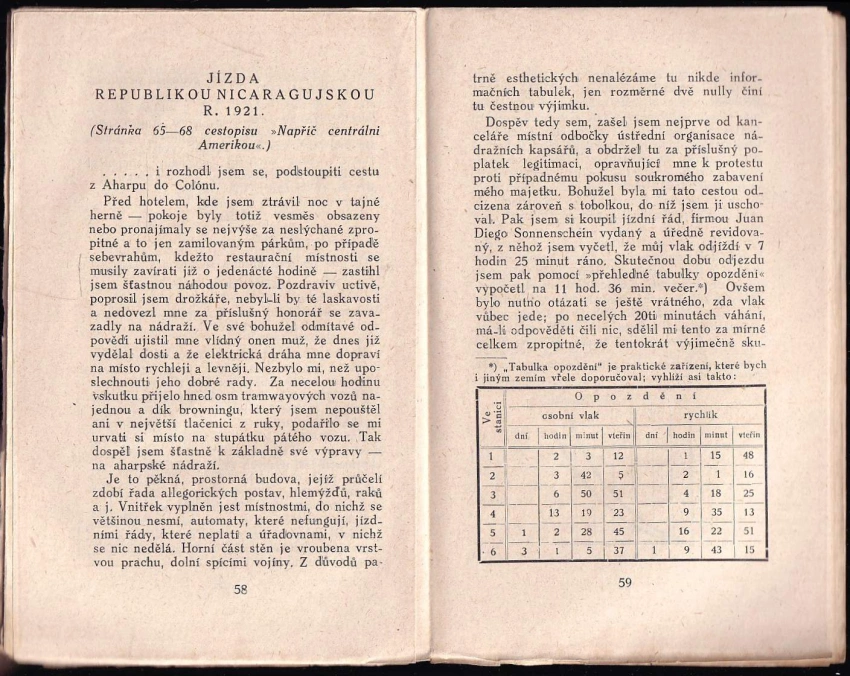 JÍZDA
REPUBLIKOU NICARAGUJSKOU
R. 1921.
(Stránka 65—68 cestopisu »Napříč centrální
Amerikou«.)
. . . . . i rozhodl jsem se, podstoupiti cestu
z Aharpu do Colónu.
Před hotelem, kde jsem ztrávil noc v tajné
herně — pokoje byly totiž vesměs obsazeny
nebo pronajímaly se nejvýše za neslýchané zpro-
pitné a to jen zamilovaným párkům, po případě
sebevrahům, kdežto restaurační místnosti se
musily zavírati již o jedenácté hodině — zastihl
jsem šťastnou náhodou povoz. Pozdraviv uctivě,
poprosil jsem drožkáře, nebyl-li by té laskavosti
a nedovezl mne za příslušný honorář se zava-
zadly na nádraží. Ve své bohužel odmítavé od-
povědi ujistil mne vlídný onen muž, že dnes již
vydělal dosti a že elektrická dráha mne dopraví
na místo rychleji a levněji. Nezbylo mi, než upo-
slechnouti jeho dobré rady. Za necelou hodinu
vskutku přijelo hned osm tramwayových vozů na-
jednou a dík browningu, který jsem nepouštěl
ani v největší tlačenici z ruky, podařilo se mi
urvati si místo na stupátku pátého vozu. Tak
dospěl jsem šťastně k základně své výpravy —
na aharpské nádraží.
Je to pěkná, prostorná budova, jejíž průčelí
zdobí řada allegorických postav, hlemýžďů, raků
a j. Vnitřek vyplněn jest místnostmi, do nichž se
většinou nesmí, automaty, které nefungují, jízd-
ními řády, které neplatí a úřadovnami, v nichž
se nic nedělá. Horní část stěn je vroubena vrst-
vou prachu, dolní spícími vojíny. Z důvodů pa-
58
trně esthetických nenalézáme tu nikde infor-
mačních tabulek, jen rozměrné dvě nully činí
tu čestnou výjimku.
Dospěv tedy sem, zašel jsem nejprve od kan-
celáře místní odbočky ústřední organisace ná-
dražních kapsářů, a obdržel tu za příslušný po-
platek legitimaci, opravňující mne k protestu
proti případnému pokusu soukromého zabavení
mého majetku. Bohužel byla mi tato cestou od-
cizena zároveň s tobolkou, do níž jsem ji uscho-
val. Pak jsem si koupil jízdní řád, firmou Juan
Diego Sonnenschein vydaný a úředně revidova-
ný, z něhož jsem vyčetl, že můj vlak odjíždí v 7
hodin 25 minut ráno. Skutečnou dobu odjezdu
jsem pak pomocí »přehledné tabulky opoždění«
vypočetl na 11 hod. 36 min. večer.*) Ovšem
bylo nutno otázati se ještě vrátného, zda vlak
vůbec jede; po necelých 20ti minutách váhání,
má-li odpověděti čili nic, sdělil mi tento za mírné
celkem zpropitné, že tentokrát výjimečně sku-
*) „Tabulka opoždění“ je praktické zařízení, které bych
i jiným zemím vřele doporučoval; vyhlíží asi takto:
Ve stanici Opoždění
osobní vlak rychlík
dní hodin minut vteřin dní hodin minut vteřin
1 2 3 12 1 15 48
2 3 42 5 2 1 16
3 6 50 51 4 18 25
4 13 19 23 9 35 13
5 1 2 28 45 16 22 51
6 3 1 5 37 1 9 43 15
59